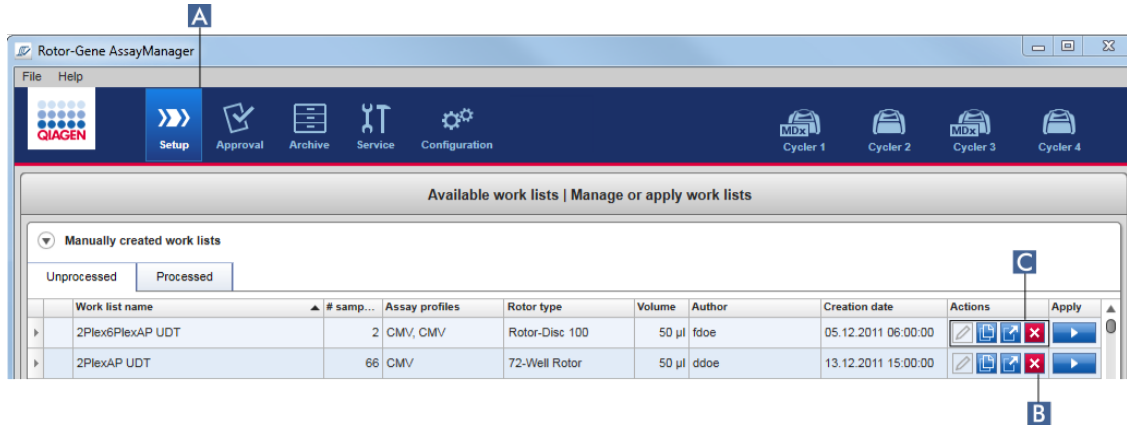 A
Rotor-Gene AssayManager
File Help
QIAGEN
Setup Approval Archive Service Configuration
MDx Cycler 1 Cycler 2 MDx Cycler 3 Cycler 4
Available work lists | Manage or apply work lists
Manually created work lists
C
Unprocessed Processed
Work list name # samp... Assay profiles Rotor type Volume Author Creation date Actions Apply
2Plex6PlexAP UDT 2 CMV, CMV Rotor-Disc 100 50 µl fdoe 05.12.2011 06:00:00
2PlexAP UDT 66 CMV 72-Well Rotor 50 µl ddoe 13.12.2011 15:00:00
B